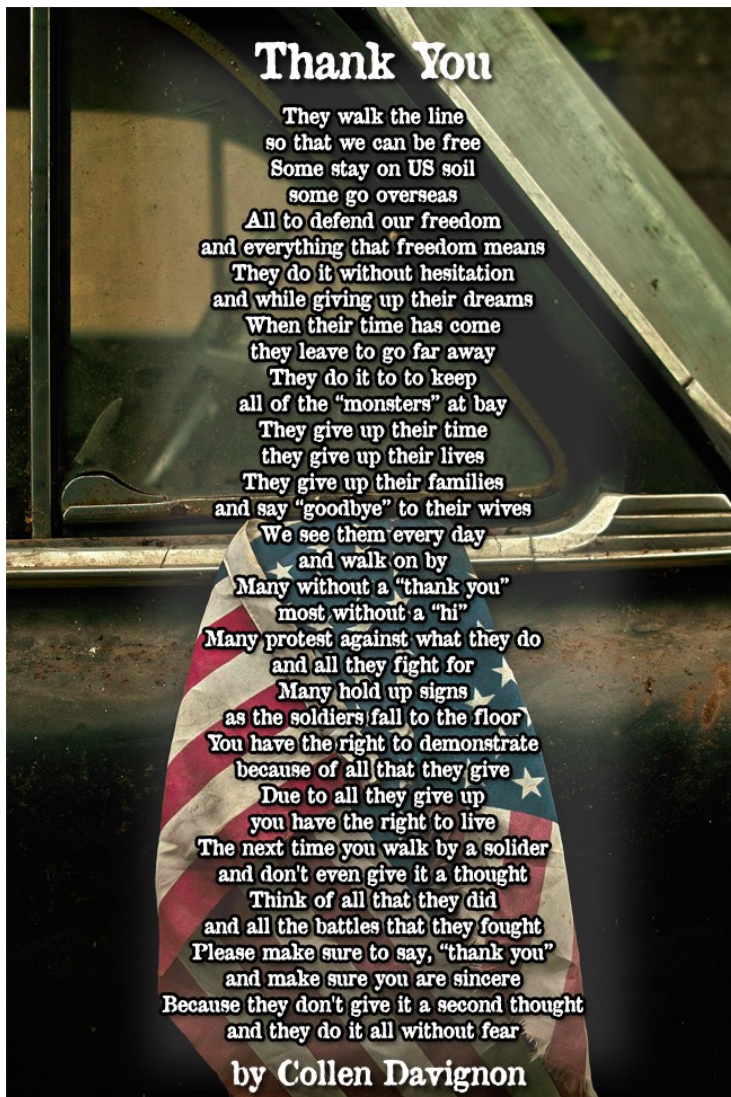 Thank You
They walk the line
so that we can be free
Some stay on US soil
some go overseas
All to defend our freedom
and everything that freedom means
They do it without hesitation
and while giving up their dreams
When their time has come
they leave to go far away
They do it to to keep
all of the “monsters” at bay
They give up their time
they give up their lives
They give up their families
and say “goodbye” to their wives
We see them every day
and walk on by
Many without a “thank you”
most without a “hi”
Many protest against what they do
and all they fight for
Many hold up signs
as the soldiers fall to the floor
You have the right to demonstrate
because of all that they give
Due to all they give up
you have the right to live
The next time you walk by a solider
and don't even give it a thought
Think of all that they did
and all the battles that they fought
Please make sure to say, “thank you”
and make sure you are sincere
Because they don't give it a second thought
and they do it all without fear
by Collen Davignon